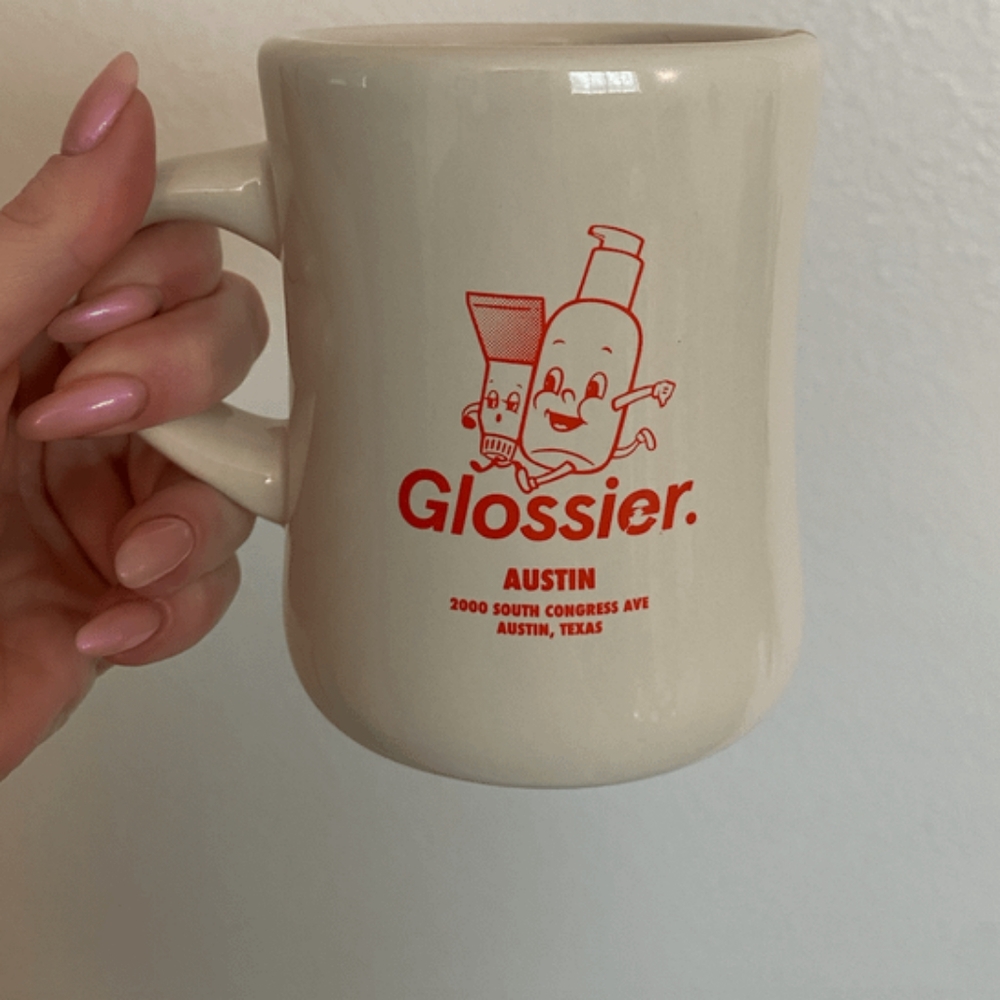 Glossier.
AUSTIN
2000 SOUTH CONGRESS AVE
AUSTIN, TEXAS